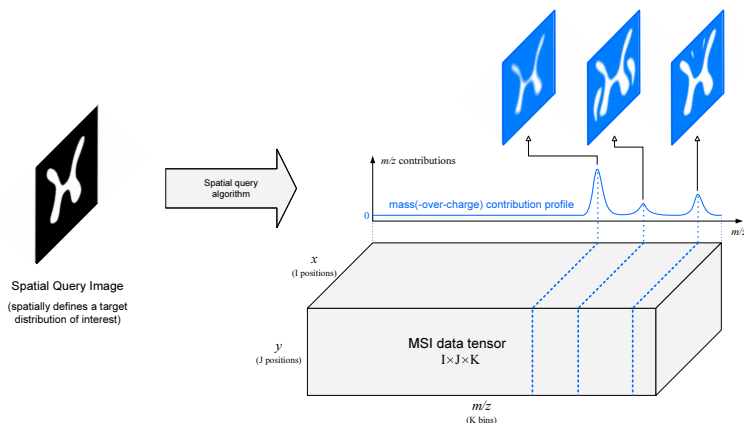 m/z contributions
Spatial query
algorithm
mass(-over-charge) contribution profile
0
m/z
x
(I positions)
Spatial Query Image
(spatially defines a target
distribution of interest)
MSI data tensor
I×J×K
y
(J positions)
m/z
(K bins)